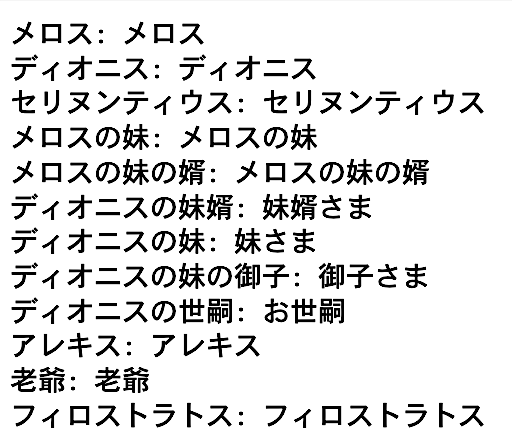 メロス: メロス
ディオニス: ディオニス
セリヌンティウス: セリヌンティウス
メロスの妹: メロスの妹
メロスの妹の婿: メロスの妹の婿
ディオニスの妹婿: 妹婿さま
ディオニスの妹: 妹さま
ディオニスの妹の御子: 御子さま
ディオニスの世嗣: お世嗣
アレキス: アレキス
老爺: 老爺
フィロストラトス: フィロストラトス